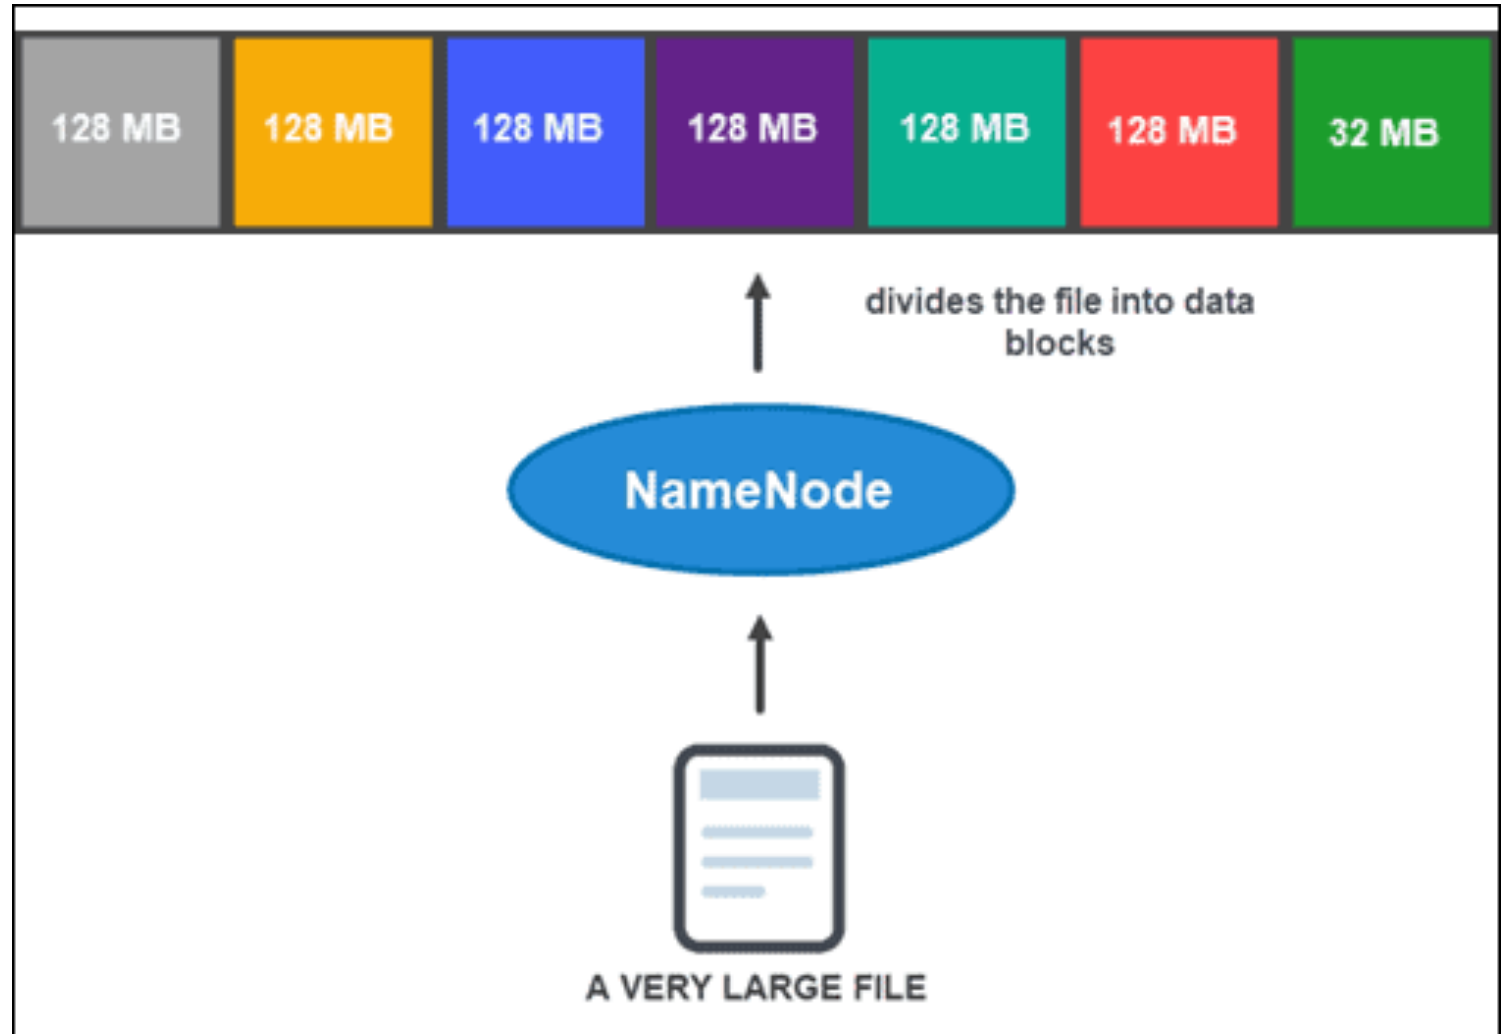 128 MB 128 MB 128 MB 128 MB 128 MB 128 MB 32 MB
divides the file into data
blocks
NameNode
A VERY LARGE FILE